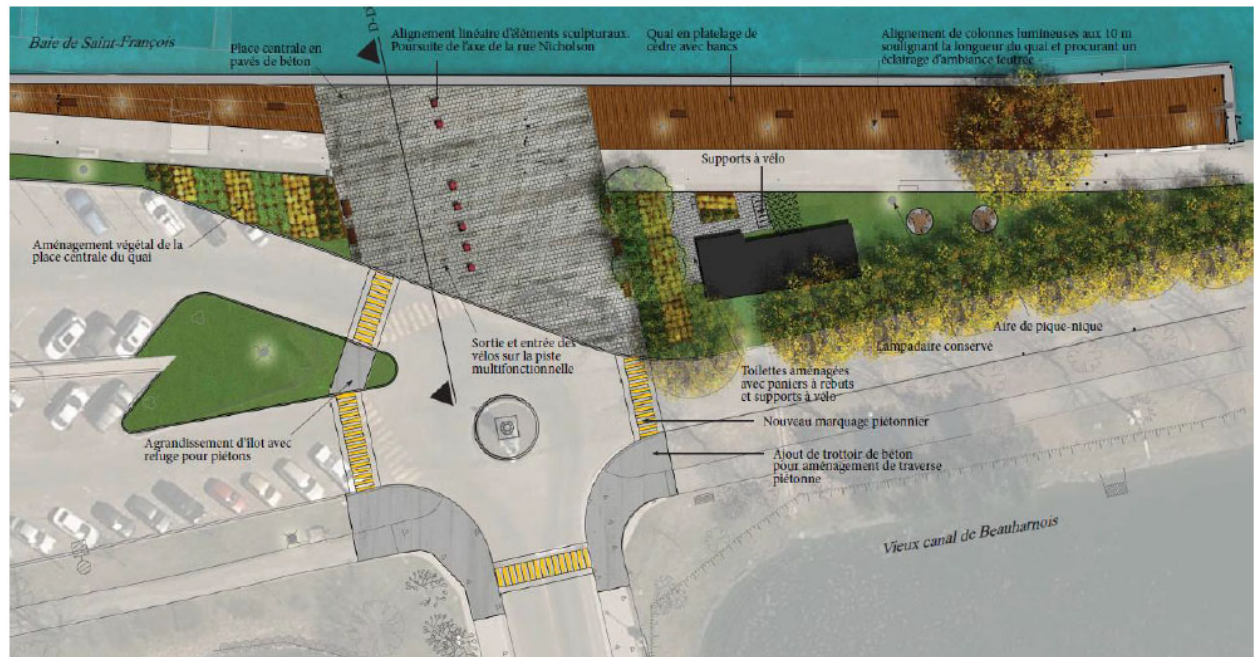 Baie de Saint-François
Place centrale en
pavés de béton
D-D
Alignement linéaire d'éléments sculpturaux.
Poursuite de l'axe de la rue Nicholson
Quai en platelage de
cèdre avec bancs
Alignement de colonnes lumineuses aux 10 m
soulignant la longueur du quai et procurant un
éclairage d'ambiance feutrée
Supports à vélo
Aménagement végétal de la
place centrale du quai
Sortie et entrée des
vélos sur la piste
multifonctionnelle
Aire de pique-nique
Lampadaire conservé
Toilettes aménagées
avec paniers à rebuts
et supports à vélo
Nouveau marquage piétonnier
Agrandissement d'îlot avec
refuge pour piétons
Ajout de trottoir de béton
pour aménagement de traverse
piétonne
Vieux canal de Beauharnois